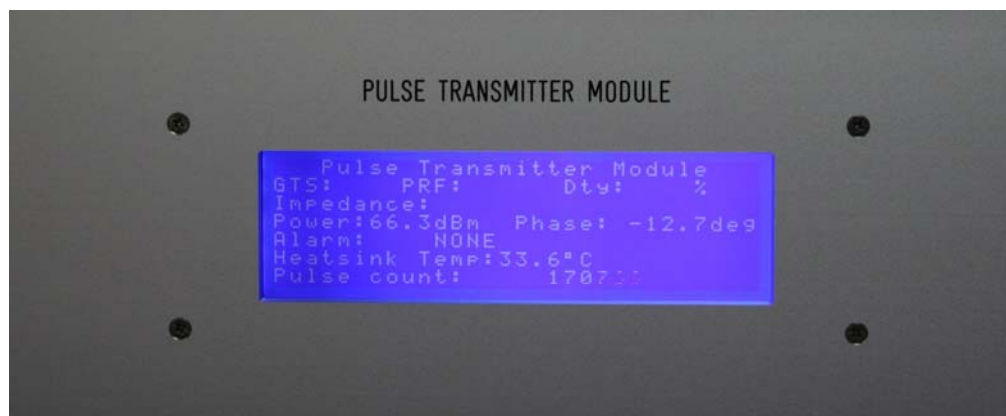 PULSE TRANSMITTER MODULE
Pulse Transmitter Module
GTS: PRF: Dty: %
Impedance:
Power:66.3dBm Phase: -12.7deg
Alarm: NONE
Heatsink Temp:33.6°C
Pulse count: